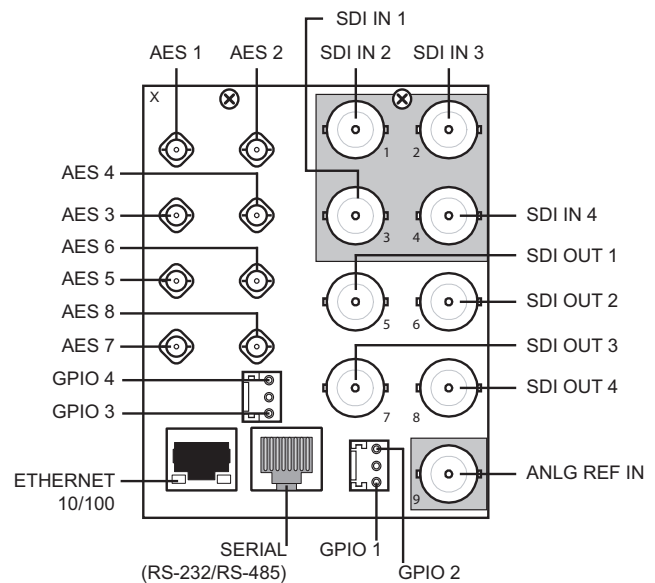 SDI IN 1
AES 1
AES 2
SDI IN 2
SDI IN 3
X
1
2
AES 4
AES 3
3
4
SDI IN 4
AES 6
SDI OUT 1
AES 5
SDI OUT 2
AES 8
5
6
AES 7
SDI OUT 3
GPIO 4
SDI OUT 4
GPIO 3
7
8
ETHERNET
10/100
9
ANLG REF IN
SERIAL
(RS-232/RS-485)
GPIO 1
GPIO 2